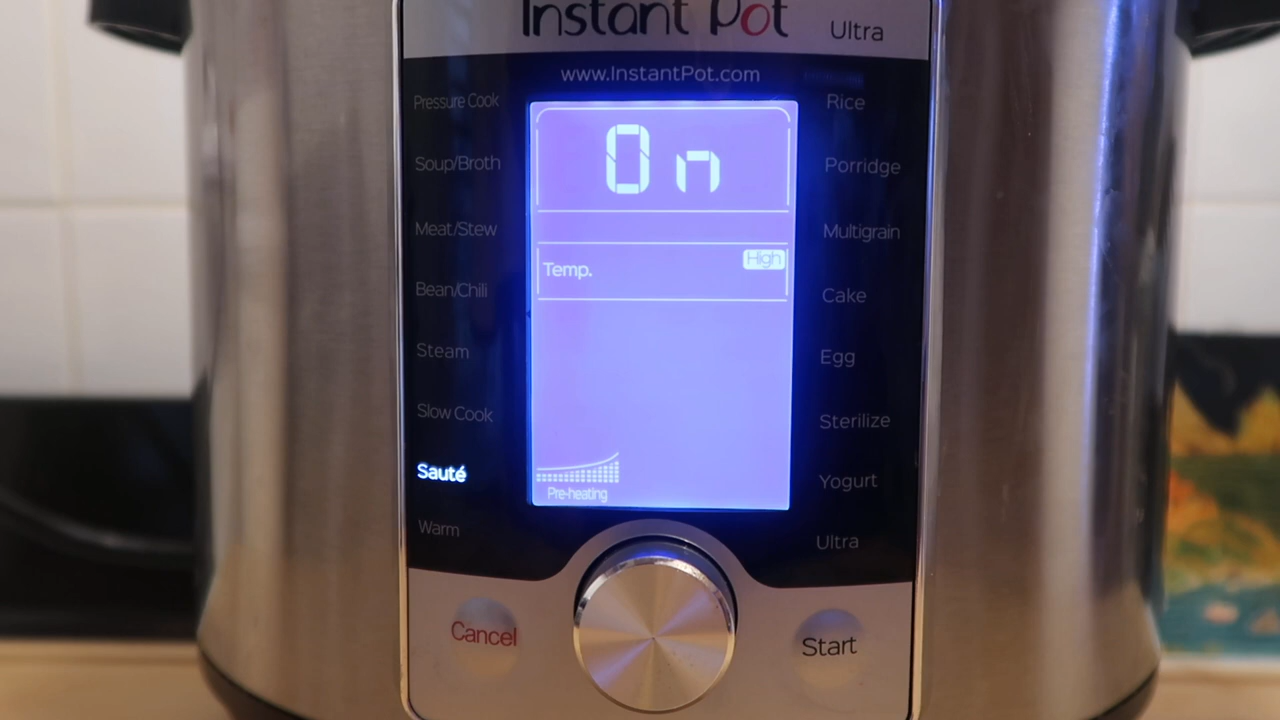 Instant Pot Ultra
www.InstantPot.com
Pressure Cook
Soup/Broth
Meat/Stew
Bean/Chili
Steam
Slow Cook
Sauté
Warm
On
Temp. High
Pre-heating
Rice
Porridge
Multigrain
Cake
Egg
Sterilize
Yogurt
Ultra
Cancel
Start